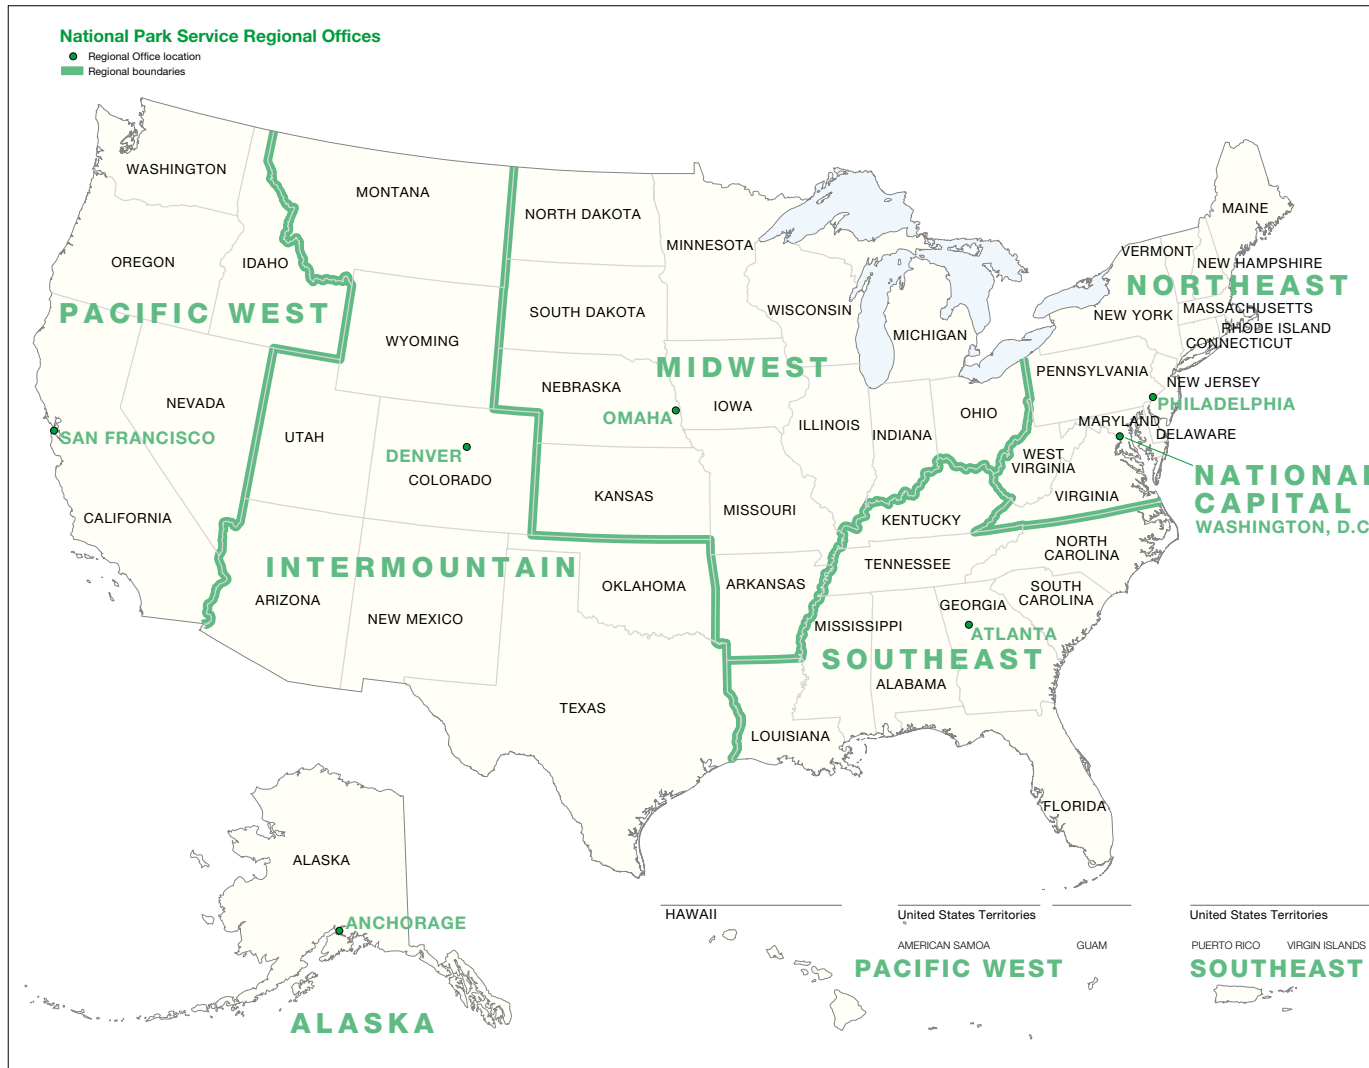 National Park Service Regional Offices
Regional Office location
Regional boundaries
WASHINGTON
MONTANA
NORTH DAKOTA
MINNESOTA
MAINE
VERMONT
NEW HAMPSHIRE
OREGON
IDAHO
NORTHEAST
PACIFIC WEST
SOUTH DAKOTA
WISCONSIN
MICHIGAN
NEW YORK
MASSACHUSETTS
RHODE ISLAND
CONNECTICUT
WYOMING
MIDWEST
PENNSYLVANIA
NEW JERSEY
NEBRASKA
NEVADA
OMAHA
IOWA
OHIO
PHILADELPHIA
MARYLAND
DELAWARE
SAN FRANCISCO
UTAH
ILLINOIS
INDIANA
DENVER
COLORADO
WEST
VIRGINIA
NATIONAL
CAPITAL
WASHINGTON, D.C
KANSAS
VIRGINIA
CALIFORNIA
MISSOURI
KENTUCKY
NORTH
CAROLINA
INTERMOUNTAIN
TENNESSEE
OKLAHOMA
ARKANSAS
SOUTH
CAROLINA
ARIZONA
GEORGIA
NEW MEXICO
MISSISSIPPI
ATLANTA
SOUTHEAST
ALABAMA
TEXAS
LOUISIANA
FLORIDA
ALASKA
ANCHORAGE
ALASKA
HAWAII
United States Territories
AMERICAN SAMOA
GUAM
PACIFIC WEST
United States Territories
PUERTO RICO
VIRGIN ISLANDS
SOUTHEAST